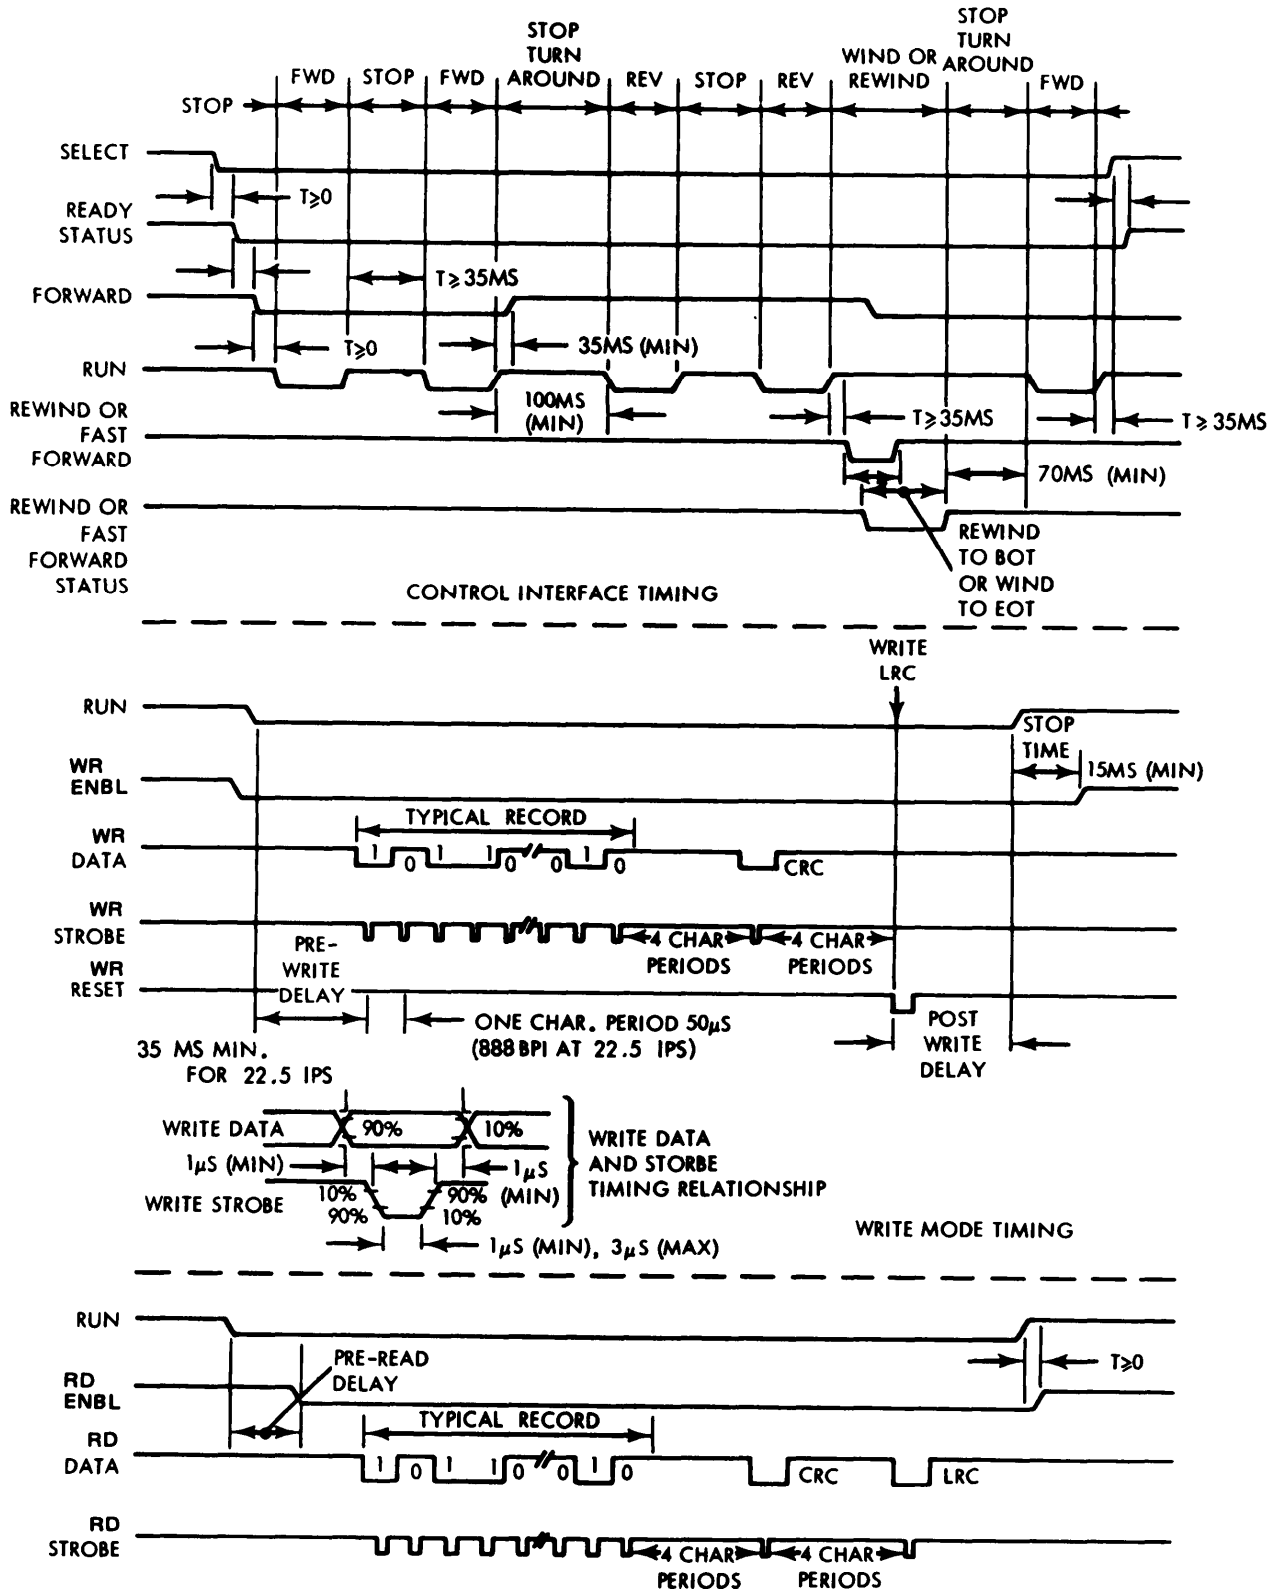 STOP
TURN
AROUND
STOP
TURN
AROUND
WIND OR
REWIND
FWD
STOP
FWD
REV
STOP
REV
FWD
STOP
SELECT
T≥0
READY
STATUS
T≥35MS
FORWARD
T≥0
35MS (MIN)
RUN
100MS
(MIN)
T≥35MS
T≥35MS
REWIND OR
FAST
FORWARD
70MS (MIN)
REWIND OR
FAST
FORWARD
STATUS
REWIND
TO BOT
OR WIND
TO EOT
CONTROL INTERFACE TIMING
WRITE
LRC
RUN
STOP
TIME
15MS (MIN)
WR
ENBL
TYPICAL RECORD
WR
DATA
1 0 1 1 0 0 1 0
CRC
WR
STROBE
4 CHAR
PERIODS
4 CHAR
PERIODS
PRE-
WRITE
DELAY
WR
RESET
ONE CHAR. PERIOD 50µS
(888 BPI AT 22.5 IPS)
POST
WRITE
DELAY
35 MS MIN.
FOR 22.5 IPS
WRITE DATA
90%
10%
1µS (MIN)
1µS
(MIN)
WRITE STROBE
10%
90%
90%
10%
WRITE DATA
AND STORBE
TIMING RELATIONSHIP
1µS (MIN), 3µS (MAX)
WRITE MODE TIMING
RUN
T≥0
PRE-READ
DELAY
RD
ENBL
TYPICAL RECORD
RD
DATA
1 0 1 1 0 0 1 0
CRC
LRC
RD
STROBE
4 CHAR
PERIODS
4 CHAR
PERIODS